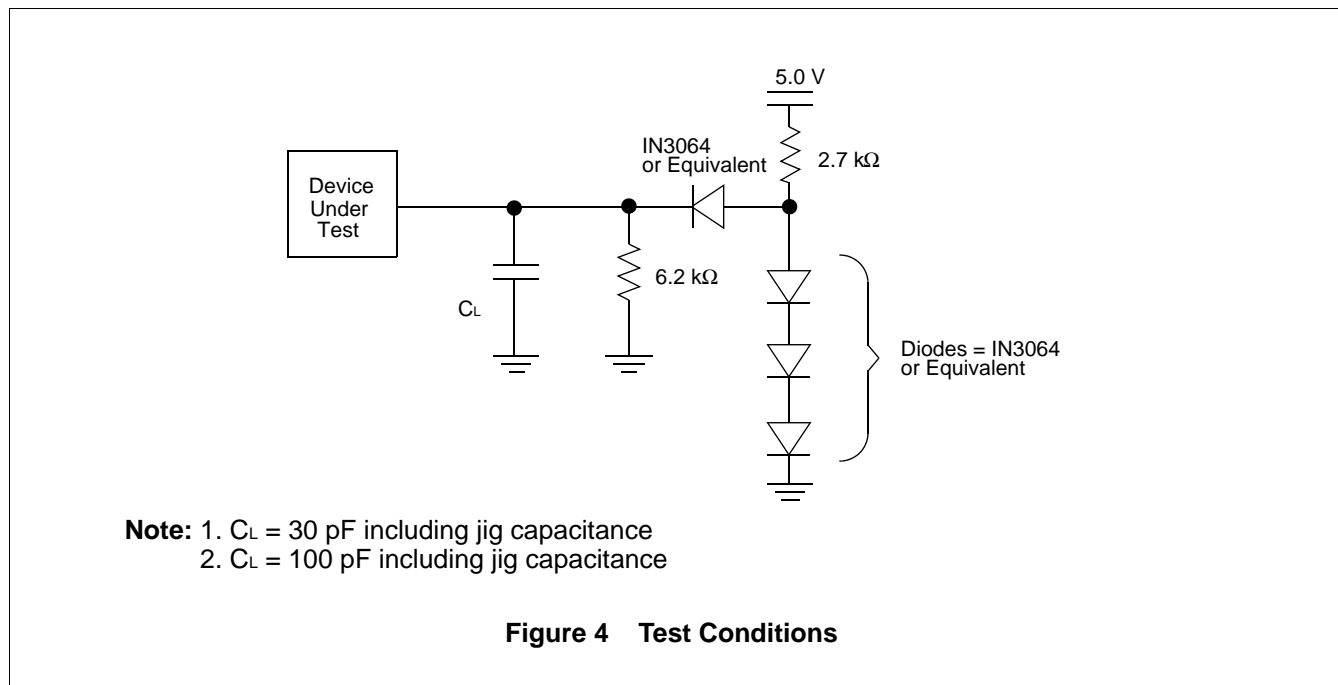 5.0 V
IN3064
or Equivalent
2.7 kΩ
Device
Under
Test
6.2 kΩ
CL
Diodes = IN3064
or Equivalent
Note: 1. CL = 30 pF including jig capacitance
2. CL = 100 pF including jig capacitance
Figure 4 Test Conditions